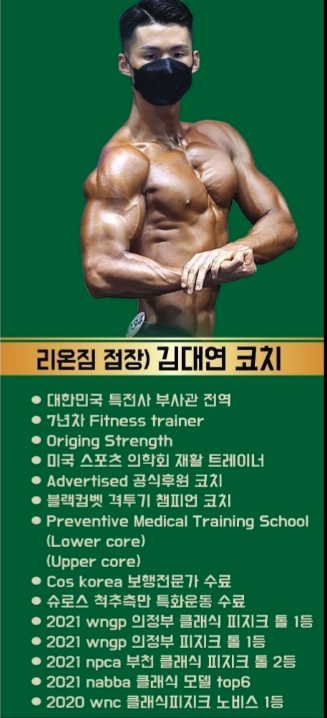 리온짐 점장) 김대연 코치
● 대한민국 특전사 부사관 전역
● 7년차 Fitness trainer
● Origing Strength
● 미국 스포츠 의학회 재활 트레이너
● Advertised 공식후원 코치
● 블랙컴벳 격투기 챔피언 코치
● Preventive Medical Training School
(Lower core)
(Upper core)
● Cos korea 보행전문가 수료
● 슈로스 척추측만 특화운동 수료
● 2021 wngp 의정부 클래식 피지크 톨 1등
● 2021 wngp 의정부 피지크 톨 1등
● 2021 npca 부천 클래식 피지크 톨 2등
● 2021 nabba 클래식 모델 top6
● 2020 wnc 클래식피지크 노비스 1등